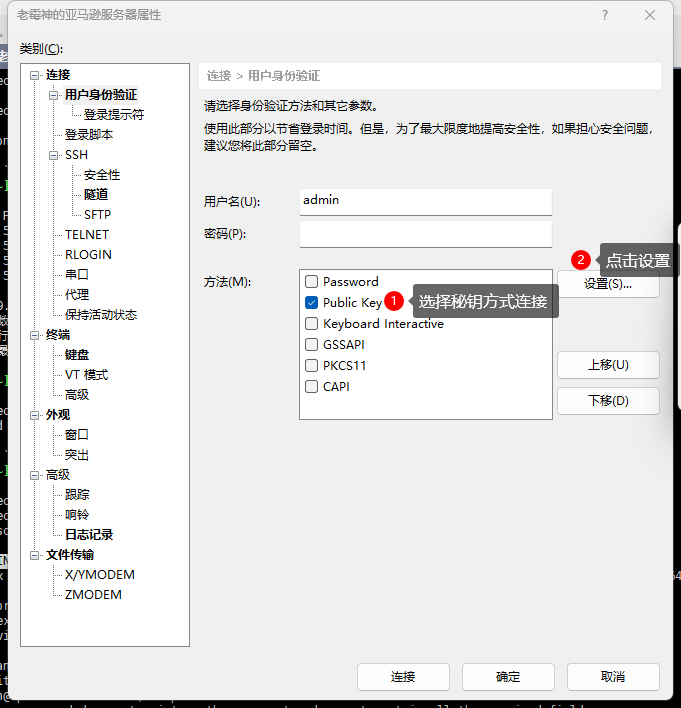 老霉神的亚马逊服务器属性
类别(C):
连接
用户身份验证
登录提示符
登录脚本
SSH
安全性
隧道
SFTP
TELNET
RLOGIN
串口
代理
保持活动状态
终端
键盘
VT 模式
高级
外观
窗口
突出
高级
跟踪
响铃
日志记录
文件传输
X/YMODEM
ZMODEM
连接 > 用户身份验证
请选择身份验证方法和其它参数。
使用此部分以节省登录时间。但是，为了最大限度地提高安全性，如果担心安全问题，
建议您将此部分留空。
用户名(U):
admin
密码(P):
方法(M):
Password
Public Key
1 选择秘钥方式连接
Keyboard Interactive
GSSAPI
PKCS11
CAPI
2 点击设置
设置(S)...
上移(U)
下移(D)
连接
确定
取消